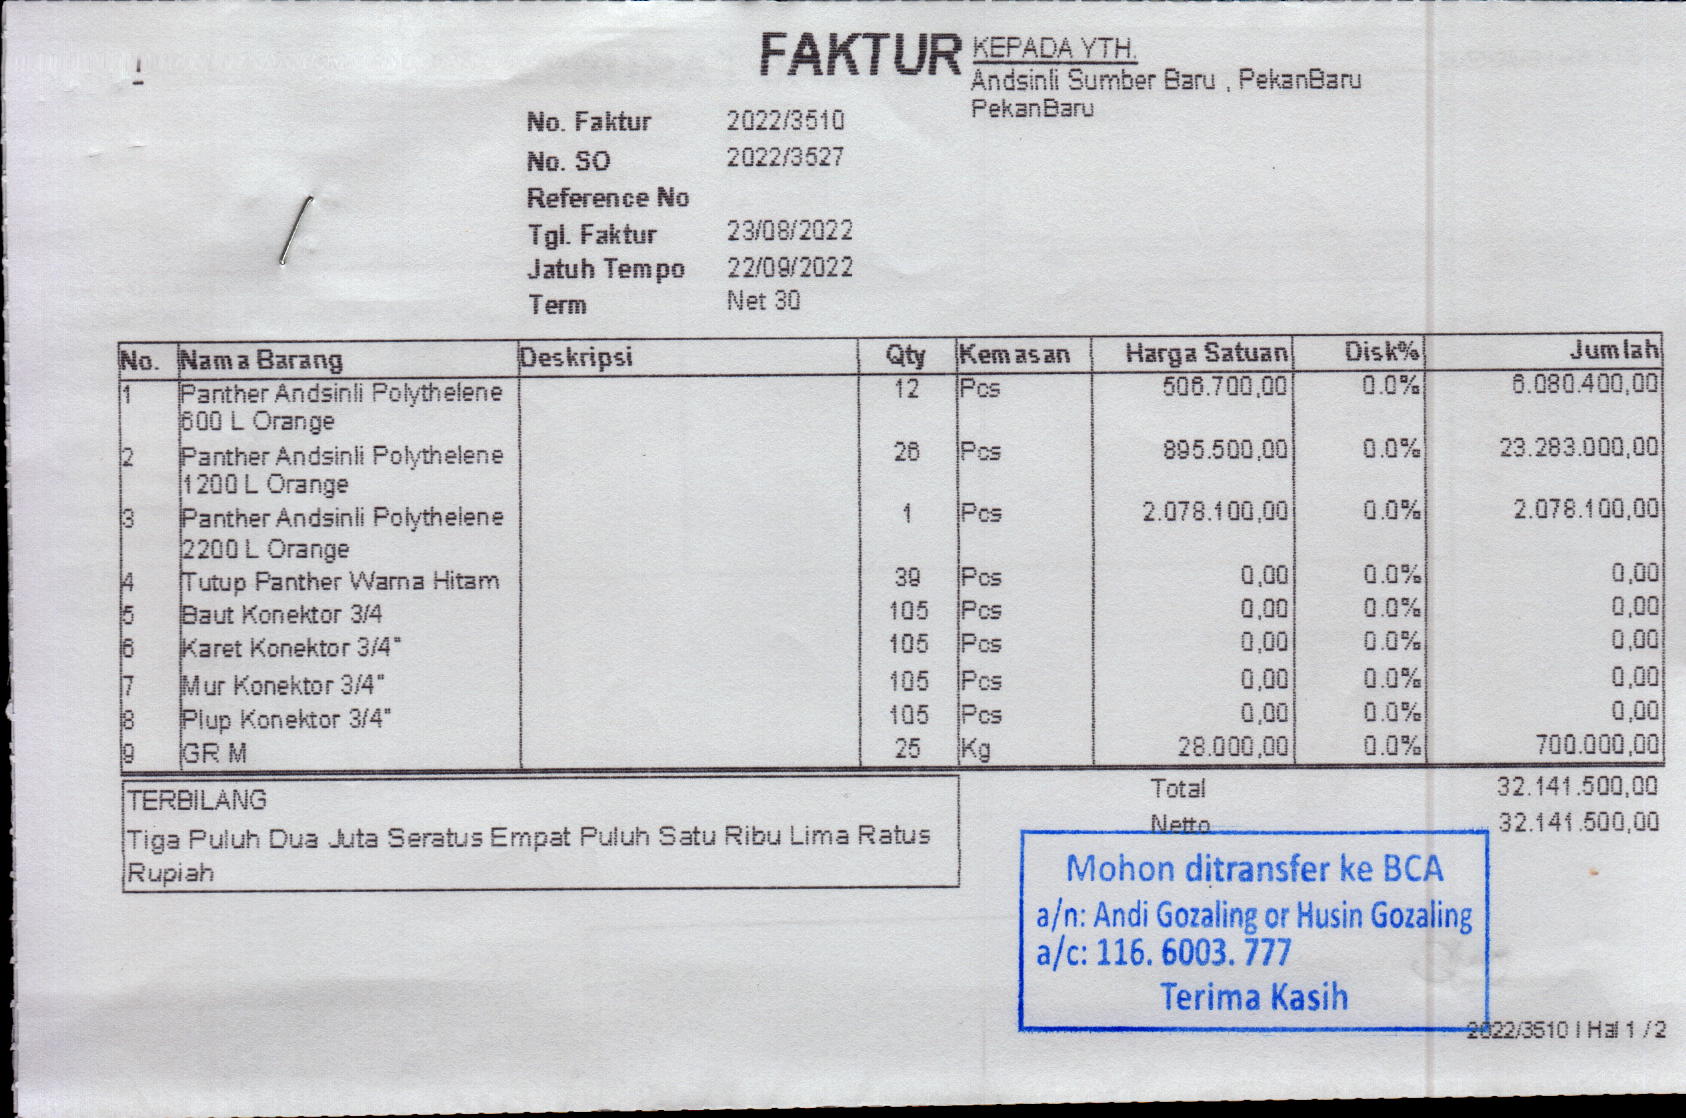 FAKTUR
KEPADA YTH.
Andsinli Sumber Baru , PekanBaru
PekanBaru
No. Faktur 2022/3510
No. SO 2022/3527
Reference No
Tgl. Faktur 23/08/2022
Jatuh Tempo 22/09/2022
Term Net 30
No. Nama Barang Deskripsi Qty Kemasan Harga Satuan Disk% Jumlah
1 Panther Andsinli Polythelene 12 Pcs 506.700,00 0.0% 6.080.400,00
600 L Orange
2 Panther Andsinli Polythelene 26 Pcs 895.500,00 0.0% 23.283.000,00
1200 L Orange
3 Panther Andsinli Polythelene 1 Pcs 2.078.100,00 0.0% 2.078.100,00
2200 L Orange
4 Tutup Panther Warna Hitam 39 Pcs 0,00 0.0% 0,00
5 Baut Konektor 3/4 105 Pcs 0,00 0.0% 0,00
6 Karet Konektor 3/4" 105 Pcs 0,00 0.0% 0,00
7 Mur Konektor 3/4" 105 Pcs 0,00 0.0% 0,00
8 Plup Konektor 3/4" 105 Pcs 0,00 0.0% 0,00
9 GR M 25 Kg 28.000,00 0.0% 700.000,00
Total 32.141.500,00
Netto 32.141.500,00
TERBILANG
Tiga Puluh Dua Juta Seratus Empat Puluh Satu Ribu Lima Ratus
Rupiah
Mohon ditransfer ke BCA
a/n: Andi Gozaling or Husin Gozaling
a/c: 116. 6003. 777
Terima Kasih
2022/3510 | Hal 1 / 2